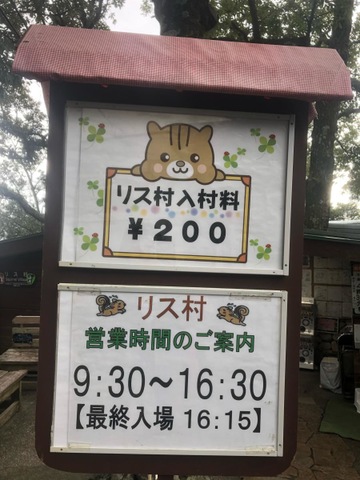 リス村入村料
¥200
リス村
営業時間のご案内
9:30～16:30
【最終入場 16:15】